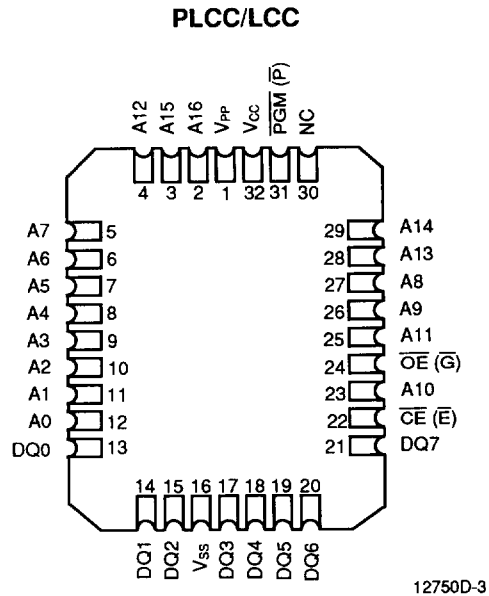 PLCC/LCC
A12 A15 A16 VPP VCC P̅G̅M̅ (P̅) NC
4 3 2 1 32 31 30
A7 5 29 A14
A6 6 28 A13
A5 7 27 A8
A4 8 26 A9
A3 9 25 A11
A2 10 24 O̅E̅ (G̅)
A1 11 23 A10
A0 12 22 C̅E̅ (E̅)
DQ0 13 21 DQ7
14 15 16 17 18 19 20
DQ1 DQ2 VSS DQ3 DQ4 DQ5 DQ6
12750D-3